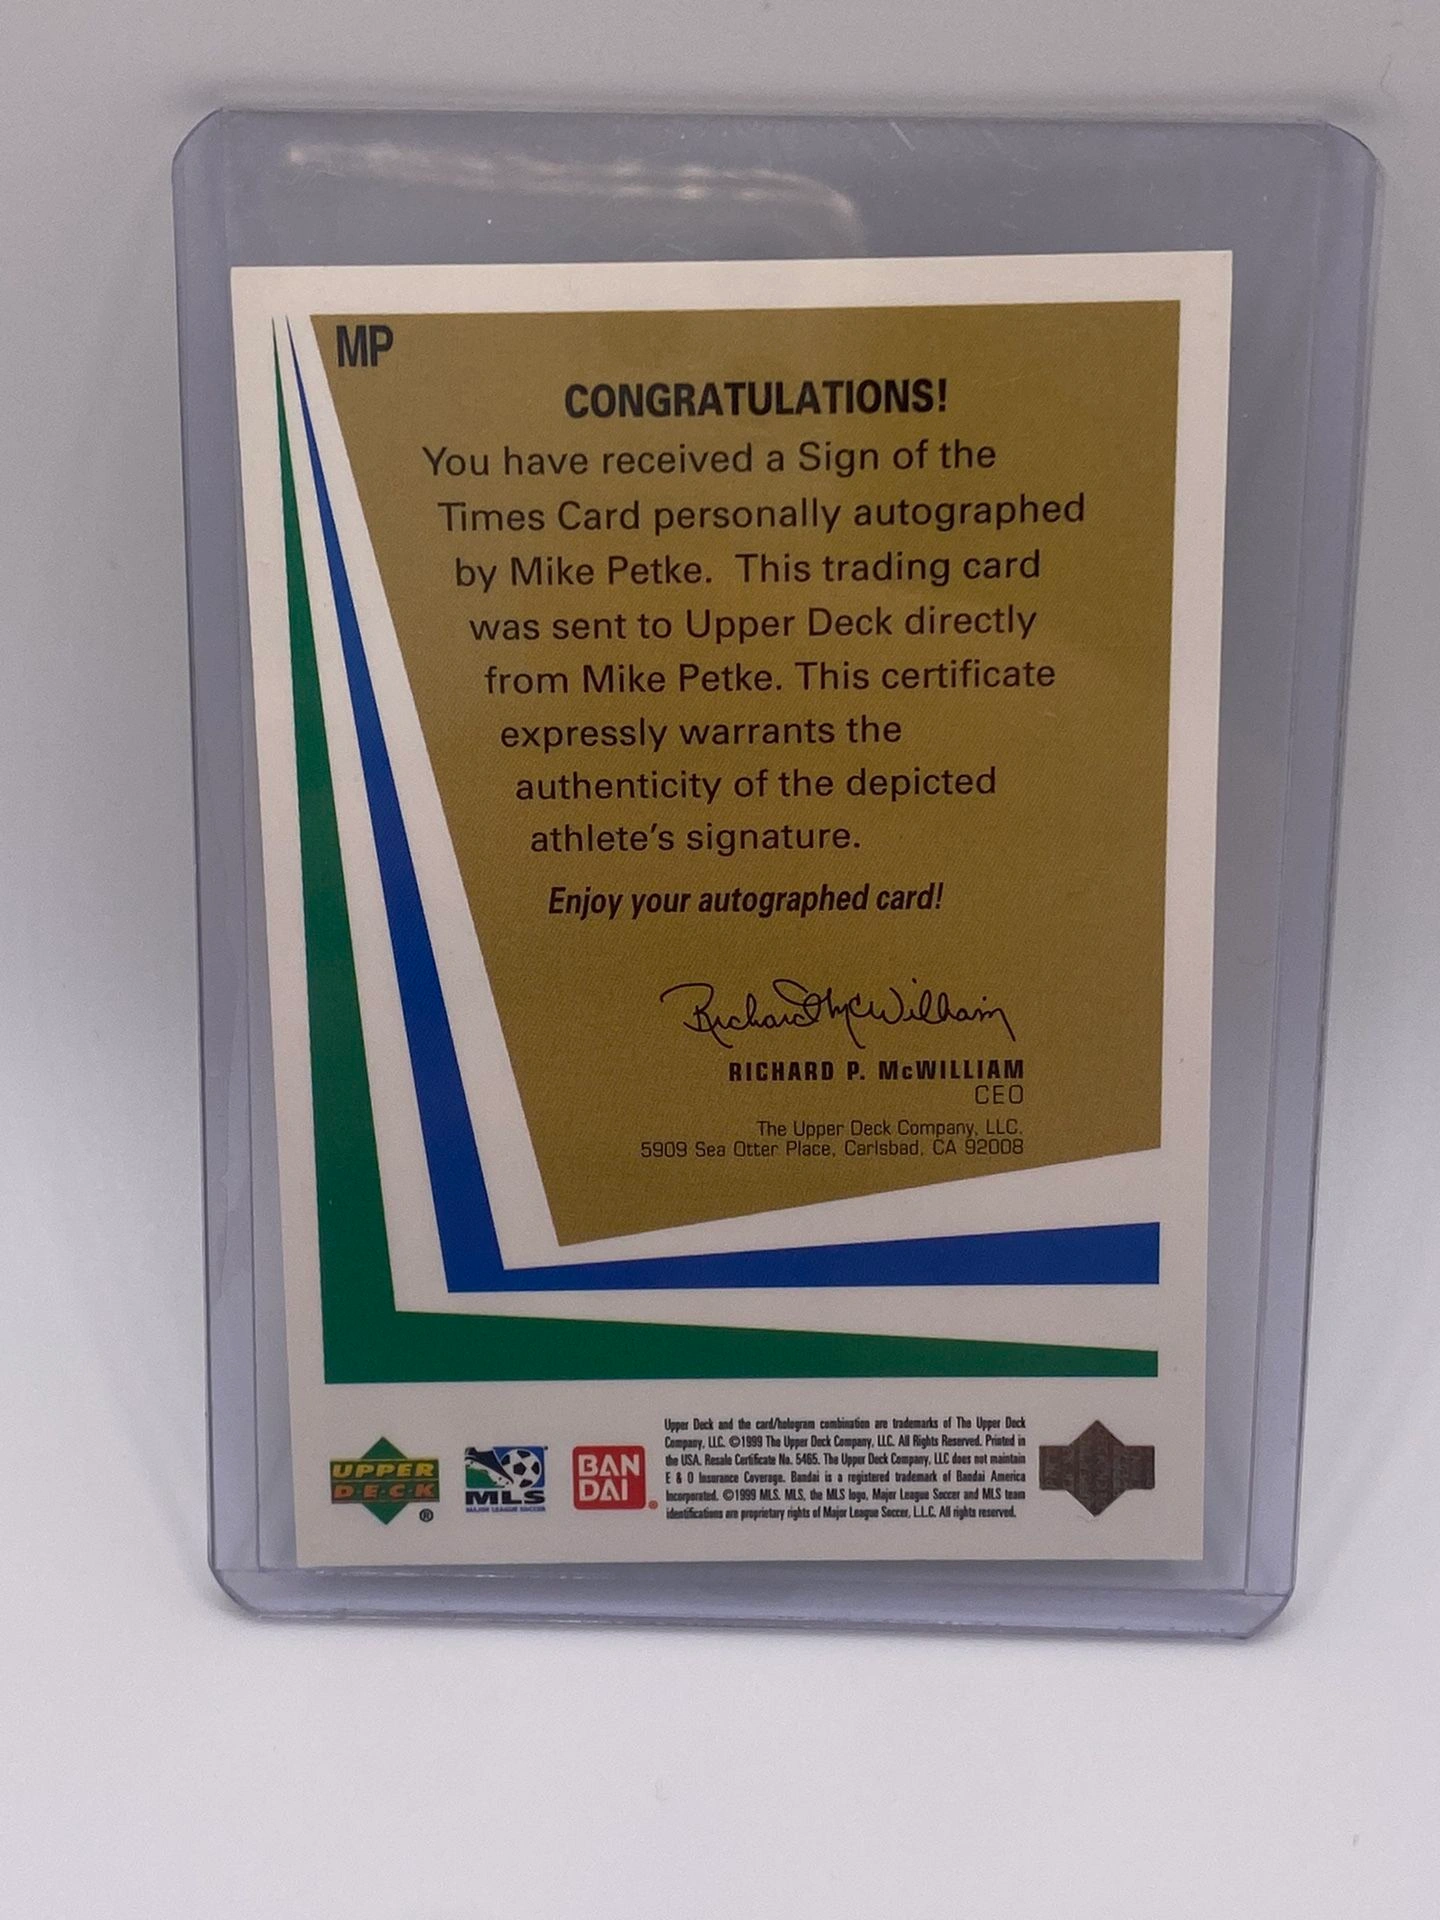 MP
CONGRATULATIONS!
You have received a Sign of the
Times Card personally autographed
by Mike Petke. This trading card
was sent to Upper Deck directly
from Mike Petke. This certificate
expressly warrants the
authenticity of the depicted
athlete's signature.
Enjoy your autographed card!
Richard McWilliam
RICHARD P. McWILLIAM
CEO
The Upper Deck Company, LLC.
5909 Sea Otter Place, Carlsbad, CA 92008
UPPER
D·E·C·K
®
MLS
MAJOR LEAGUE SOCCER
BAN
DAI
®
Upper Deck and the card/hologram combination are trademarks of The Upper Deck
Company, LLC. ©1999 The Upper Deck Company, LLC. All Rights Reserved. Printed in
the USA. Resale Certificate No. 5465. The Upper Deck Company, LLC does not maintain
E & O Insurance Coverage. Bandai is a registered trademark of Bandai America
Incorporated. ©1999 MLS. MLS, the MLS logo, Major League Soccer and MLS team
identifications are proprietary rights of Major League Soccer, L.L.C. All rights reserved.